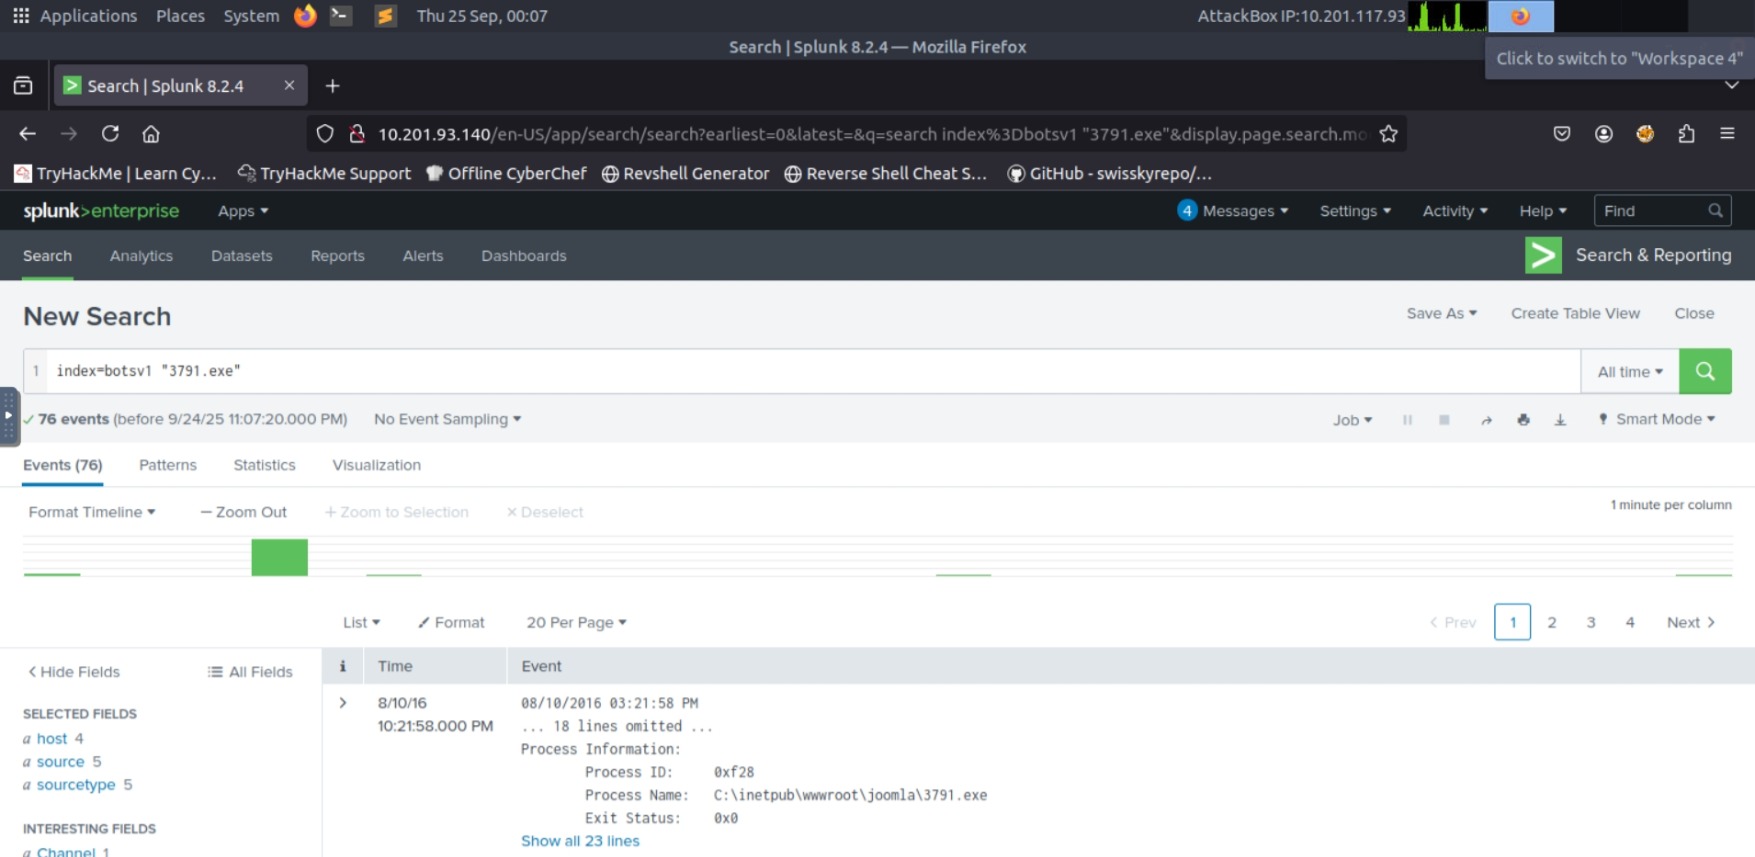 Applications Places System Thu 25 Sep, 00:07 AttackBox IP:10.201.117.93
Search | Splunk 8.2.4 — Mozilla Firefox
Click to switch to "Workspace 4"
Search | Splunk 8.2.4
10.201.93.140/en-US/app/search/search?earliest=0&latest=&q=search index%3Dbotsv1 "3791.exe"&display.page.search.mo
TryHackMe | Learn Cy... TryHackMe Support Offline CyberChef Revshell Generator Reverse Shell Cheat S... GitHub - swisskyrepo/...
splunk>enterprise Apps 4 Messages Settings Activity Help Find
Search Analytics Datasets Reports Alerts Dashboards Search & Reporting
New Search Save As Create Table View Close
1 index=botsv1 "3791.exe" All time
76 events (before 9/24/25 11:07:20.000 PM) No Event Sampling Job Smart Mode
Events (76) Patterns Statistics Visualization
Format Timeline — Zoom Out + Zoom to Selection × Deselect 1 minute per column
List Format 20 Per Page < Prev 1 2 3 4 Next >
< Hide Fields All Fields i Time Event
SELECTED FIELDS
a host 4
a source 5
a sourcetype 5
INTERESTING FIELDS
a Channel 1
> 8/10/16
10:21:58.000 PM
08/10/2016 03:21:58 PM
... 18 lines omitted ...
Process Information:
Process ID: 0xf28
Process Name: C:\inetpub\wwwroot\joomla\3791.exe
Exit Status: 0x0
Show all 23 lines